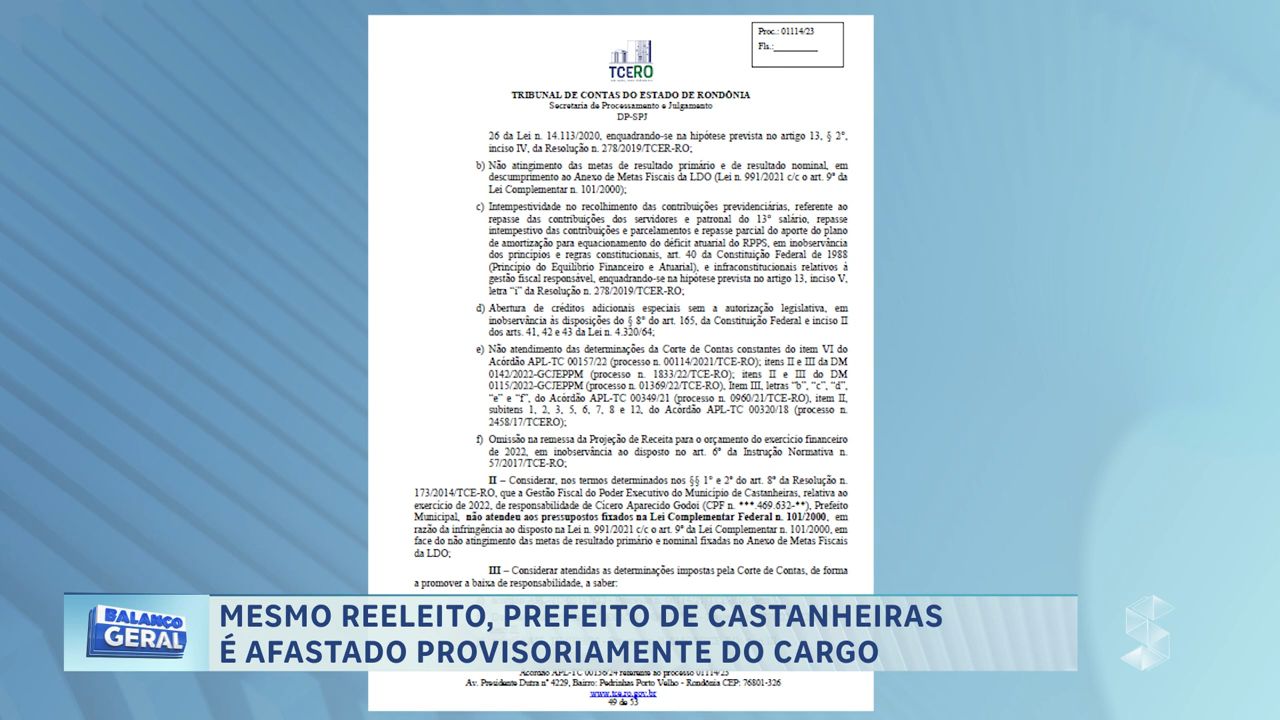 Proc.: 01114/23
Fls.:________
TCERO
TRIBUNAL DE CONTAS DO ESTADO DE RONDÔNIA
Secretaria de Processamento e Julgamento
DP-SPJ
26 da Lei n. 14.113/2020, enquadrando-se na hipótese prevista no artigo 13, § 2º,
inciso IV, da Resolução n. 278/2019/TCER-RO;
b) Não atingimento das metas de resultado primário e de resultado nominal, em
descumprimento ao Anexo de Metas Fiscais da LDO (Lei n. 991/2021 c/c o art. 9º da
Lei Complementar n. 101/2000);
c) Intempestividade no recolhimento das contribuições previdenciárias, referente ao
repasse das contribuições dos servidores e patronal do 13º salário, repasse
intempestivo das contribuições e parcelamentos e repasse parcial do aporte do plano
de amortização para equacionamento do déficit atuarial do RPPS, em inobservância
dos princípios e regras constitucionais, art. 40 da Constituição Federal de 1988
(Princípio do Equilíbrio Financeiro e Atuarial), e infraconstitucionais relativos à
gestão fiscal responsável, enquadrando-se na hipótese prevista no artigo 13, inciso V,
letra "i" da Resolução n. 278/2019/TCER-RO;
d) Abertura de créditos adicionais especiais sem a autorização legislativa, em
inobservância às disposições do § 8º do art. 165, da Constituição Federal e inciso II
dos arts. 41, 42 e 43 da Lei n. 4.320/64;
e) Não atendimento das determinações da Corte de Contas constantes do item VI do
Acórdão APL-TC 00157/22 (processo n. 00114/2021/TCE-RO); itens II e III da DM
0142/2022-GCJEPPM (processo n. 1833/22/TCE-RO); itens II e III do DM
0115/2022-GCJEPPM (processo n. 01369/22/TCE-RO), Item III, letras "b", "c", "d",
"e" e "f", do Acórdão APL-TC 00349/21 (processo n. 0960/21/TCE-RO), item II,
subitens 1, 2, 3, 5, 6, 7, 8 e 12, do Acórdão APL-TC 00320/18 (processo n.
2458/17/TCERO);
f) Omissão na remessa da Projeção de Receita para o orçamento do exercício financeiro
de 2022, em inobservância ao disposto no art. 6º da Instrução Normativa n.
57/2017/TCE-RO;
II – Considerar, nos termos determinados nos §§ 1º e 2º do art. 8º da Resolução n.
173/2014/TCE-RO, que a Gestão Fiscal do Poder Executivo do Município de Castanheiras, relativa ao
exercício de 2022, de responsabilidade de Cícero Aparecido Godoi (CPF n. ***.469.632-**), Prefeito
Municipal, não atendeu aos pressupostos fixados na Lei Complementar Federal n. 101/2000, em
razão da infringência ao disposto na Lei n. 991/2021 c/c o art. 9º da Lei Complementar n. 101/2000, em
face do não atingimento das metas de resultado primário e nominal fixadas no Anexo de Metas Fiscais
da LDO;
III – Considerar atendidas as determinações impostas pela Corte de Contas, de forma
a promover a baixa de responsabilidade, a saber:
BALANÇO
GERAL
MESMO REELEITO, PREFEITO DE CASTANHEIRAS
É AFASTADO PROVISORIAMENTE DO CARGO
Acórdão APL-TC 00136/24 referente ao processo 01114/23
Av. Presidente Dutra nº 4229, Bairro: Pedrinhas Porto Velho - Rondônia CEP: 76801-326
www.tce.ro.gov.br
49 de 53